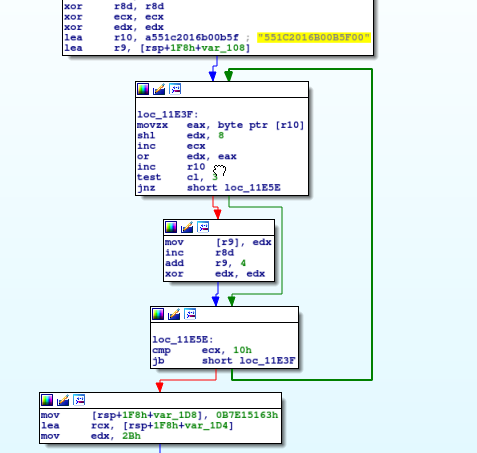 xor r8d, r8d
xor ecx, ecx
xor edx, edx
lea r10, a551c2016b00b5f ; "551C2016B00B5F00"
lea r9, [rsp+1F8h+var_108]
loc_11E3F:
movzx eax, byte ptr [r10]
shl edx, 8
inc ecx
or edx, eax
inc r10
test cl, 3
jnz short loc_11E5E
mov [r9], edx
inc r8d
add r9, 4
xor edx, edx
loc_11E5E:
cmp ecx, 10h
jb short loc_11E3F
mov [rsp+1F8h+var_1D8], 0B7E15163h
lea rcx, [rsp+1F8h+var_1D4]
mov edx, 2Bh